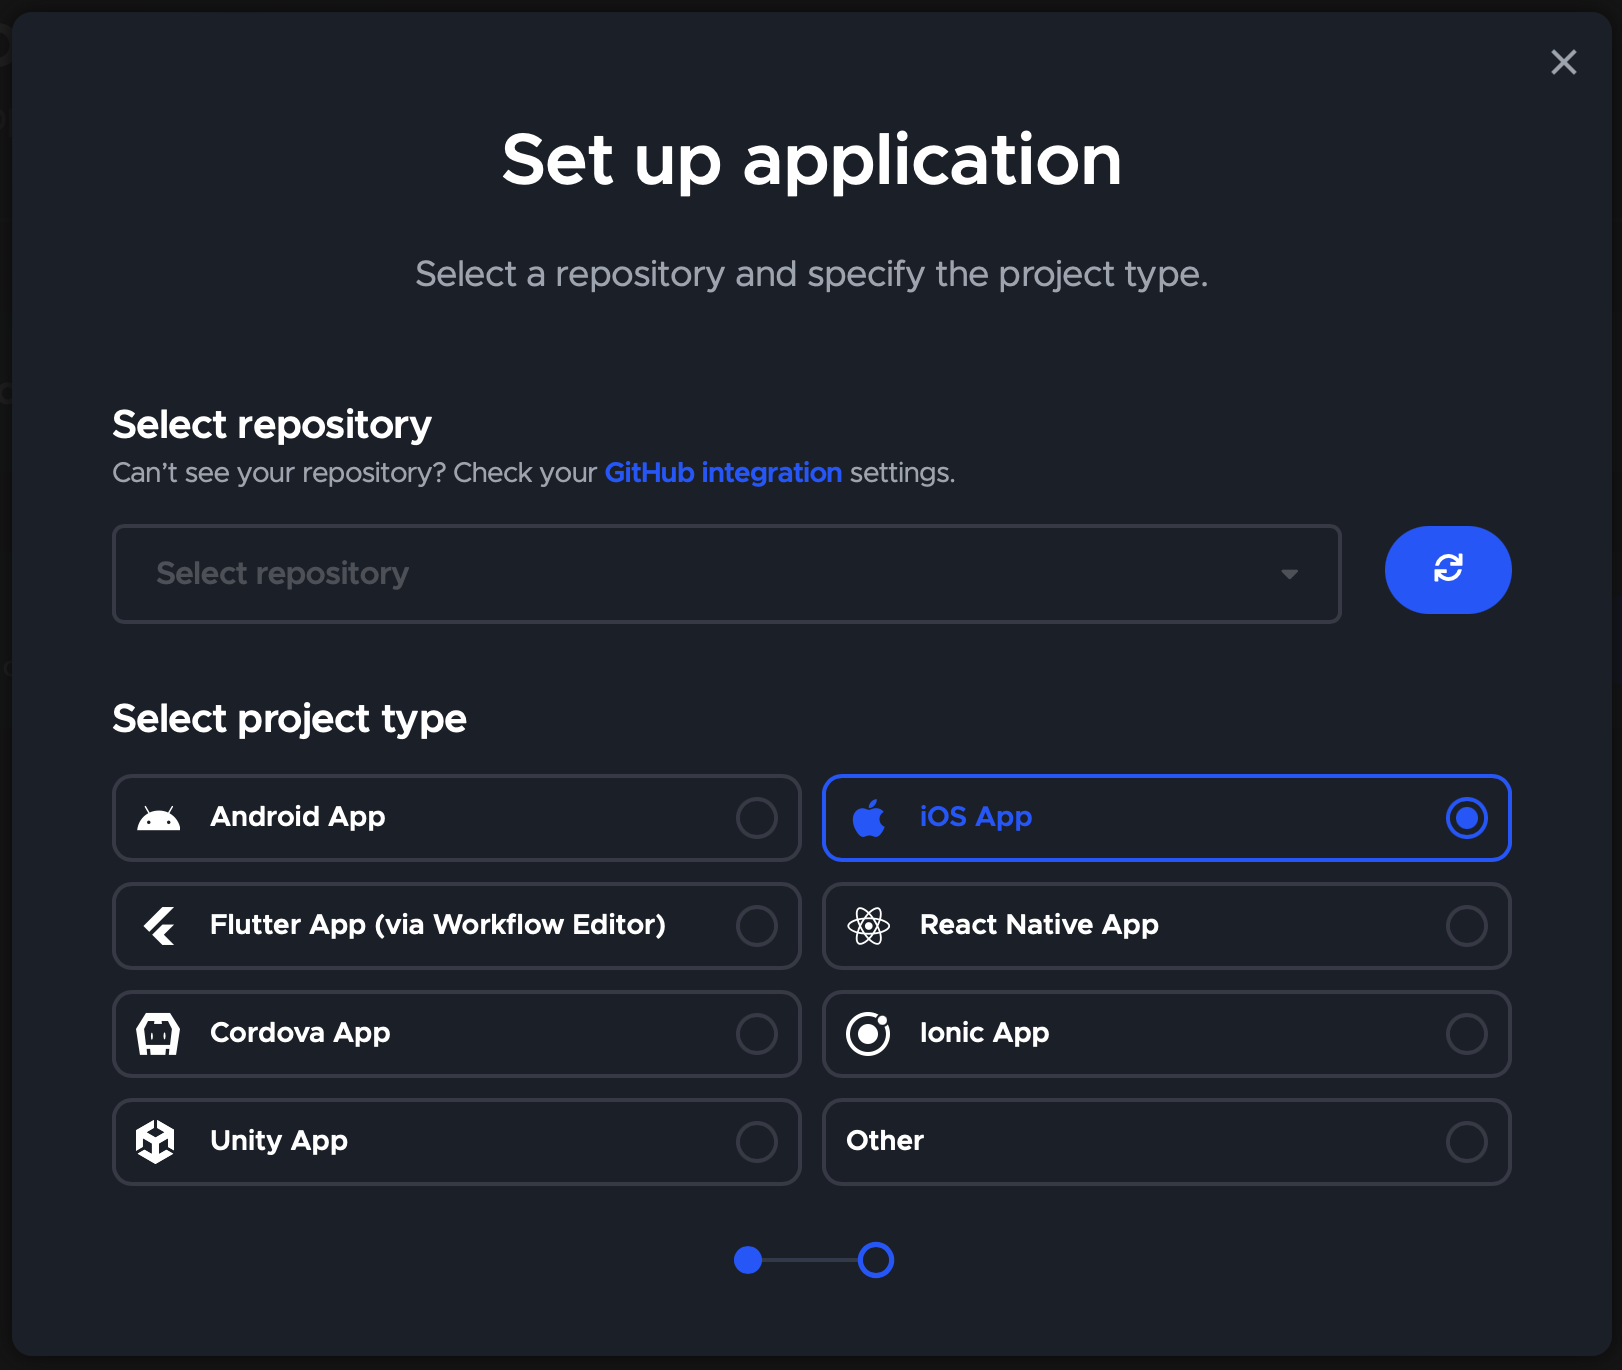 Set up application
Select a repository and specify the project type.
Select repository
Can't see your repository? Check your GitHub integration settings.
Select repository
Select project type
Android App
iOS App
Flutter App (via Workflow Editor)
React Native App
Cordova App
Ionic App
Unity App
Other